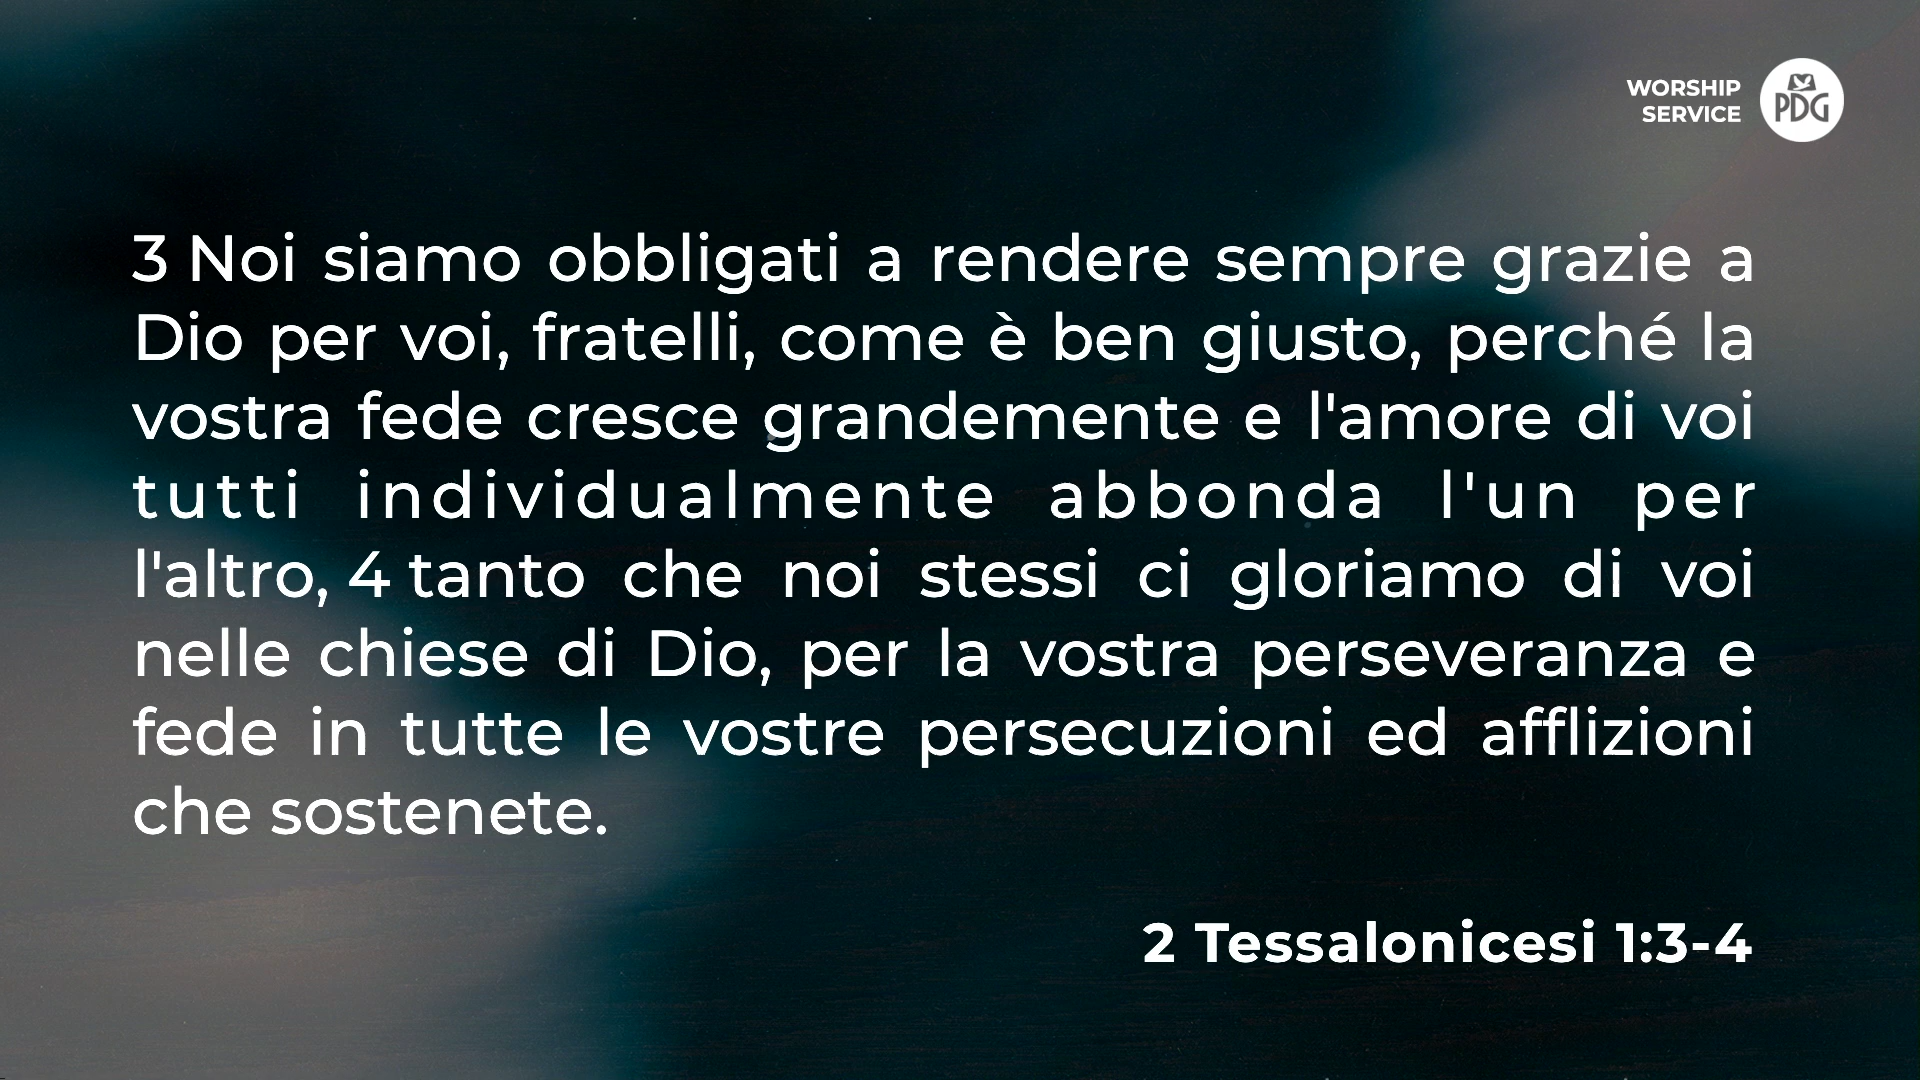 WORSHIP
SERVICE
PDG
3 Noi siamo obbligati a rendere sempre grazie a
Dio per voi, fratelli, come è ben giusto, perché la
vostra fede cresce grandemente e l'amore di voi
tutti individualmente abbonda l'un per
l'altro, 4 tanto che noi stessi ci gloriamo di voi
nelle chiese di Dio, per la vostra perseveranza e
fede in tutte le vostre persecuzioni ed afflizioni
che sostenete.
2 Tessalonicesi 1:3-4